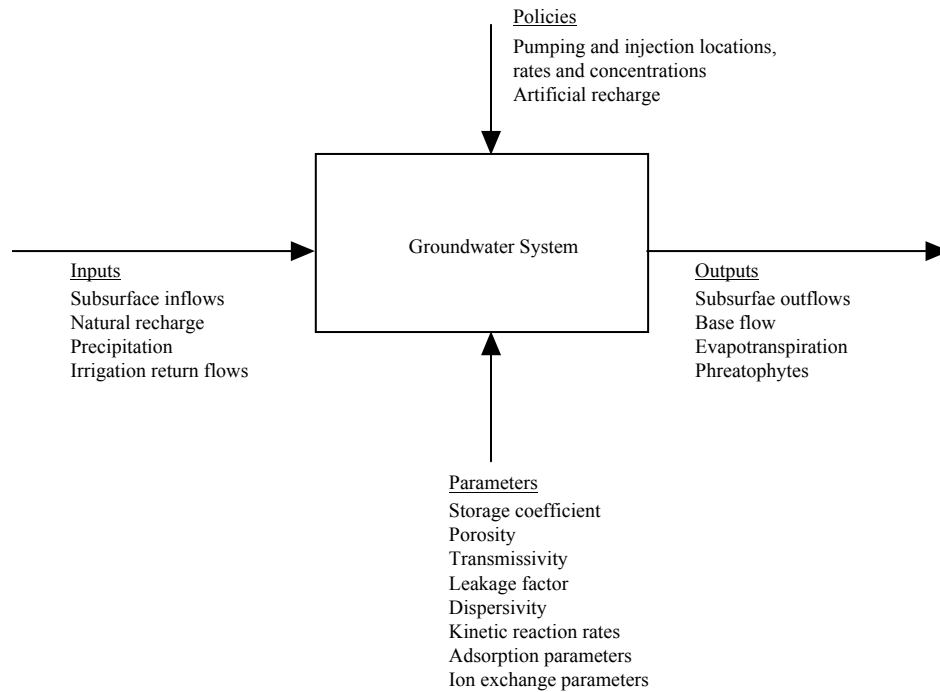 Policies
Pumping and injection locations,
rates and concentrations
Artificial recharge
Groundwater System
Inputs
Subsurface inflows
Natural recharge
Precipitation
Irrigation return flows
Outputs
Subsurfae outflows
Base flow
Evapotranspiration
Phreatophytes
Parameters
Storage coefficient
Porosity
Transmissivity
Leakage factor
Dispersivity
Kinetic reaction rates
Adsorption parameters
Ion exchange parameters